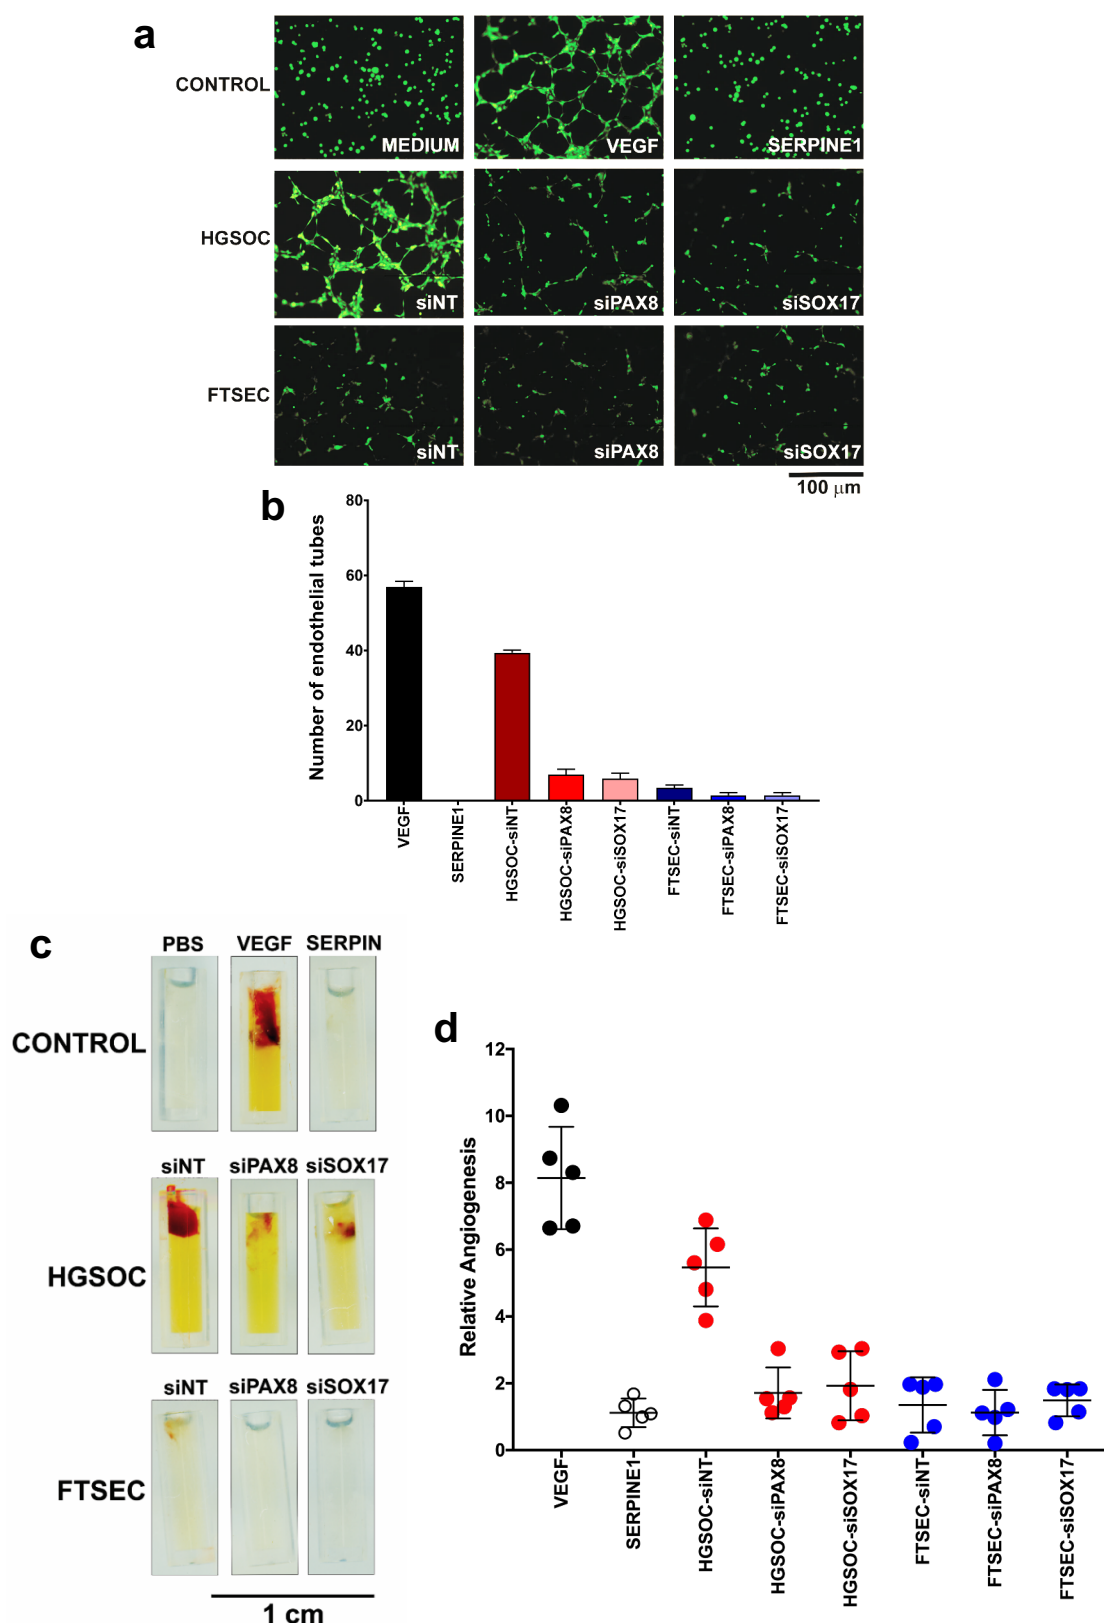 a
CONTROL
MEDIUM
VEGF
SERPINE1
HGSOC
siNT
siPAX8
siSOX17
FTSEC
siNT
siPAX8
siSOX17
100 μm
b
Number of endothelial tubes
80
60
40
20
0
VEGF
SERPINE1
HGSOC-siNT
HGSOC-siPAX8
HGSOC-siSOX17
FTSEC-siNT
FTSEC-siPAX8
FTSEC-siSOX17
c
PBS
VEGF
SERPIN
CONTROL
siNT
siPAX8
siSOX17
HGSOC
siNT
siPAX8
siSOX17
FTSEC
1 cm
d
Relative Angiogenesis
12
10
8
6
4
2
0
VEGF
SERPINE1
HGSOC-siNT
HGSOC-siPAX8
HGSOC-siSOX17
FTSEC-siNT
FTSEC-siPAX8
FTSEC-siSOX17